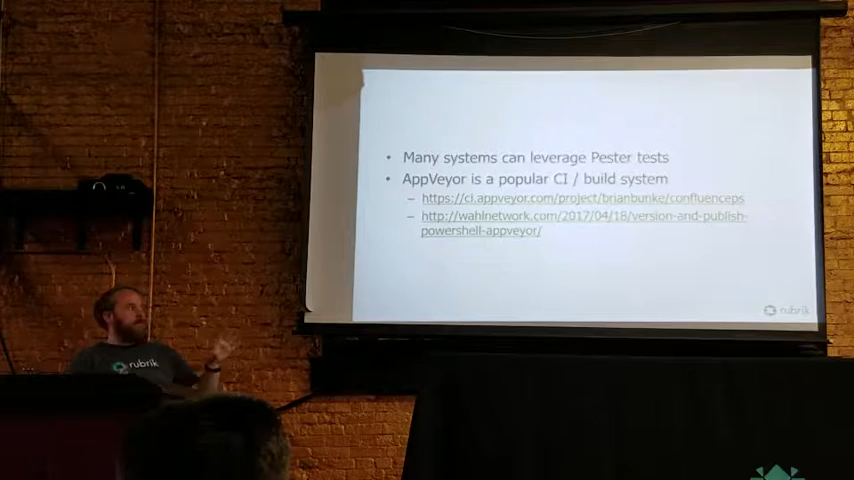 • Many systems can leverage Pester tests
• AppVeyor is a popular CI / build system
– https://ci.appveyor.com/project/brianbunke/confluenceps
– http://wahlnetwork.com/2017/04/18/version-and-publish-
powershell-appveyor/
rubrik
rubrik